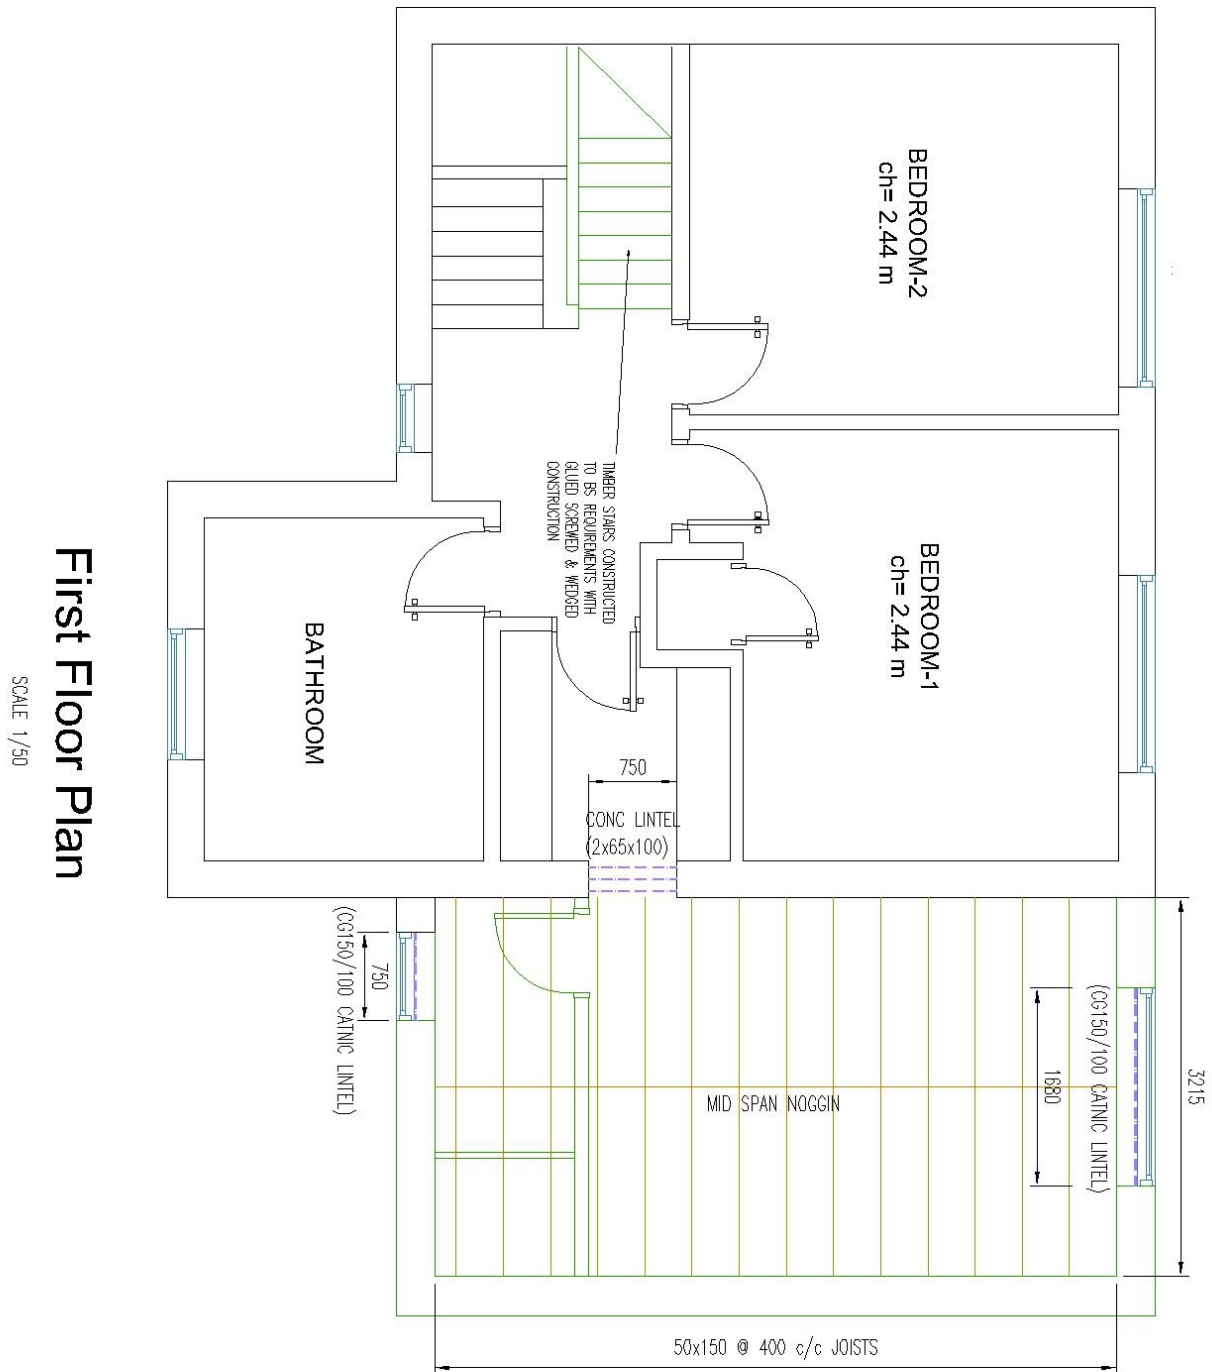 BEDROOM-2
ch= 2.44 m
BEDROOM-1
ch= 2.44 m
TIMBER STAIRS CONSTRUCTED
TO BS REQUIREMENTS WITH
GLUED SCREWED & WEDGED
CONSTRUCTION
BATHROOM
750
CONC LINTEL
(2x65x100)
750
(CG150/100 CATNIC LINTEL)
3215
(CG150/100 CATNIC LINTEL)
1680
MID SPAN NOGGIN
50x150 @ 400 c/c JOISTS
First Floor Plan
SCALE 1/50